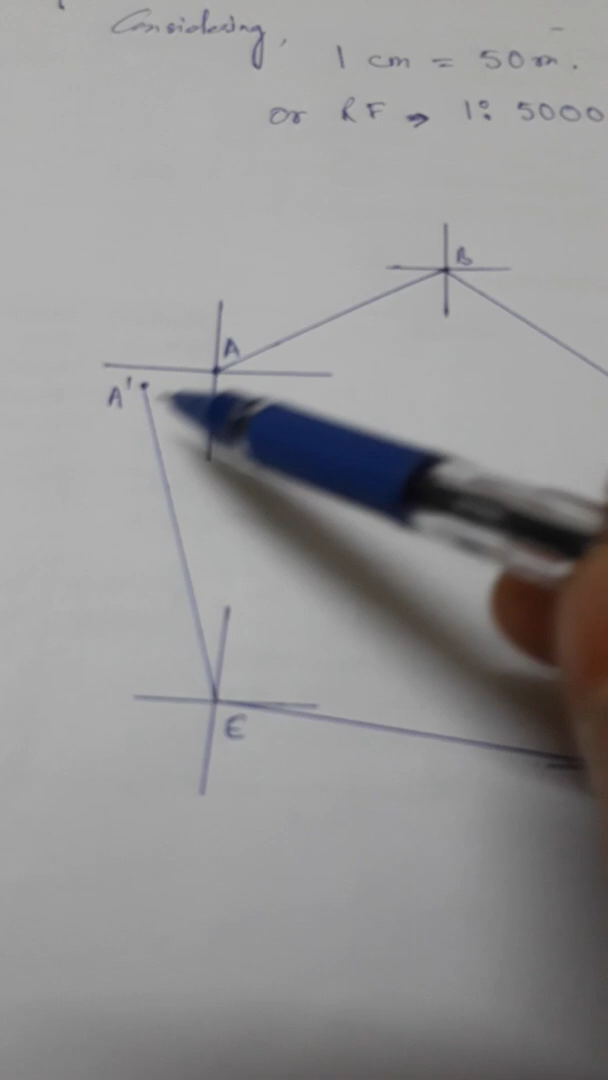 Considering,
1 cm = 50 m.
or RF → 1: 5000
B
A
A'
E